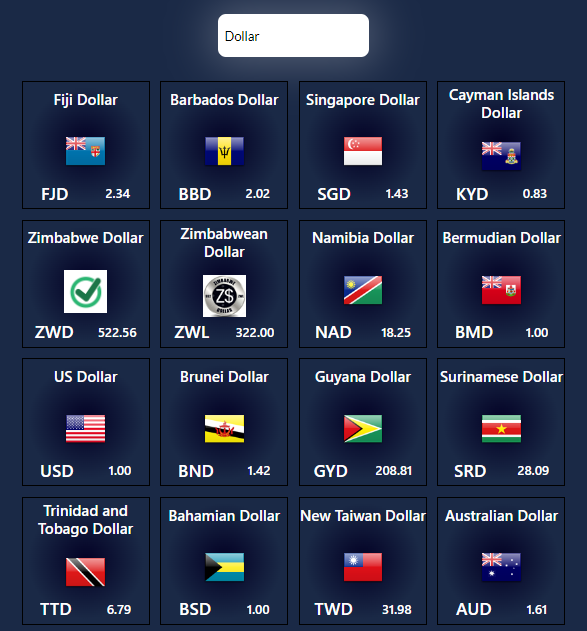 Dollar
Fiji Dollar
FJD 2.34
Barbados Dollar
BBD 2.02
Singapore Dollar
SGD 1.43
Cayman Islands
Dollar
KYD 0.83
Zimbabwe Dollar
ZWD 522.56
Zimbabwean
Dollar
ZIMBABWE
Z$
DOLLAR
ZWL 322.00
Namibia Dollar
NAD 18.25
Bermudian Dollar
BMD 1.00
US Dollar
USD 1.00
Brunei Dollar
BND 1.42
Guyana Dollar
GYD 208.81
Surinamese Dollar
SRD 28.09
Trinidad and
Tobago Dollar
TTD 6.79
Bahamian Dollar
BSD 1.00
New Taiwan Dollar
TWD 31.98
Australian Dollar
AUD 1.61